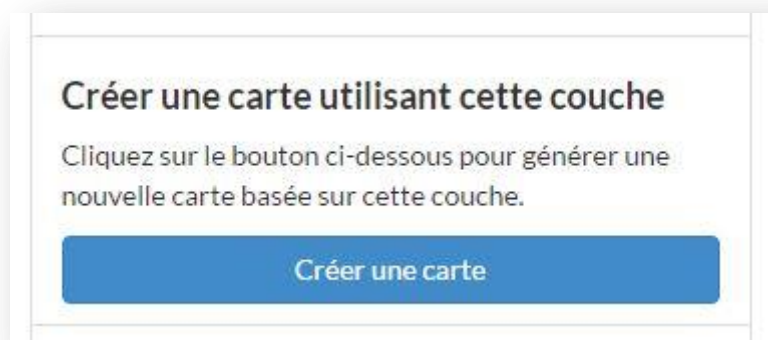 Créer une carte utilisant cette couche
Cliquez sur le bouton ci-dessous pour générer une
nouvelle carte basée sur cette couche.
Créer une carte